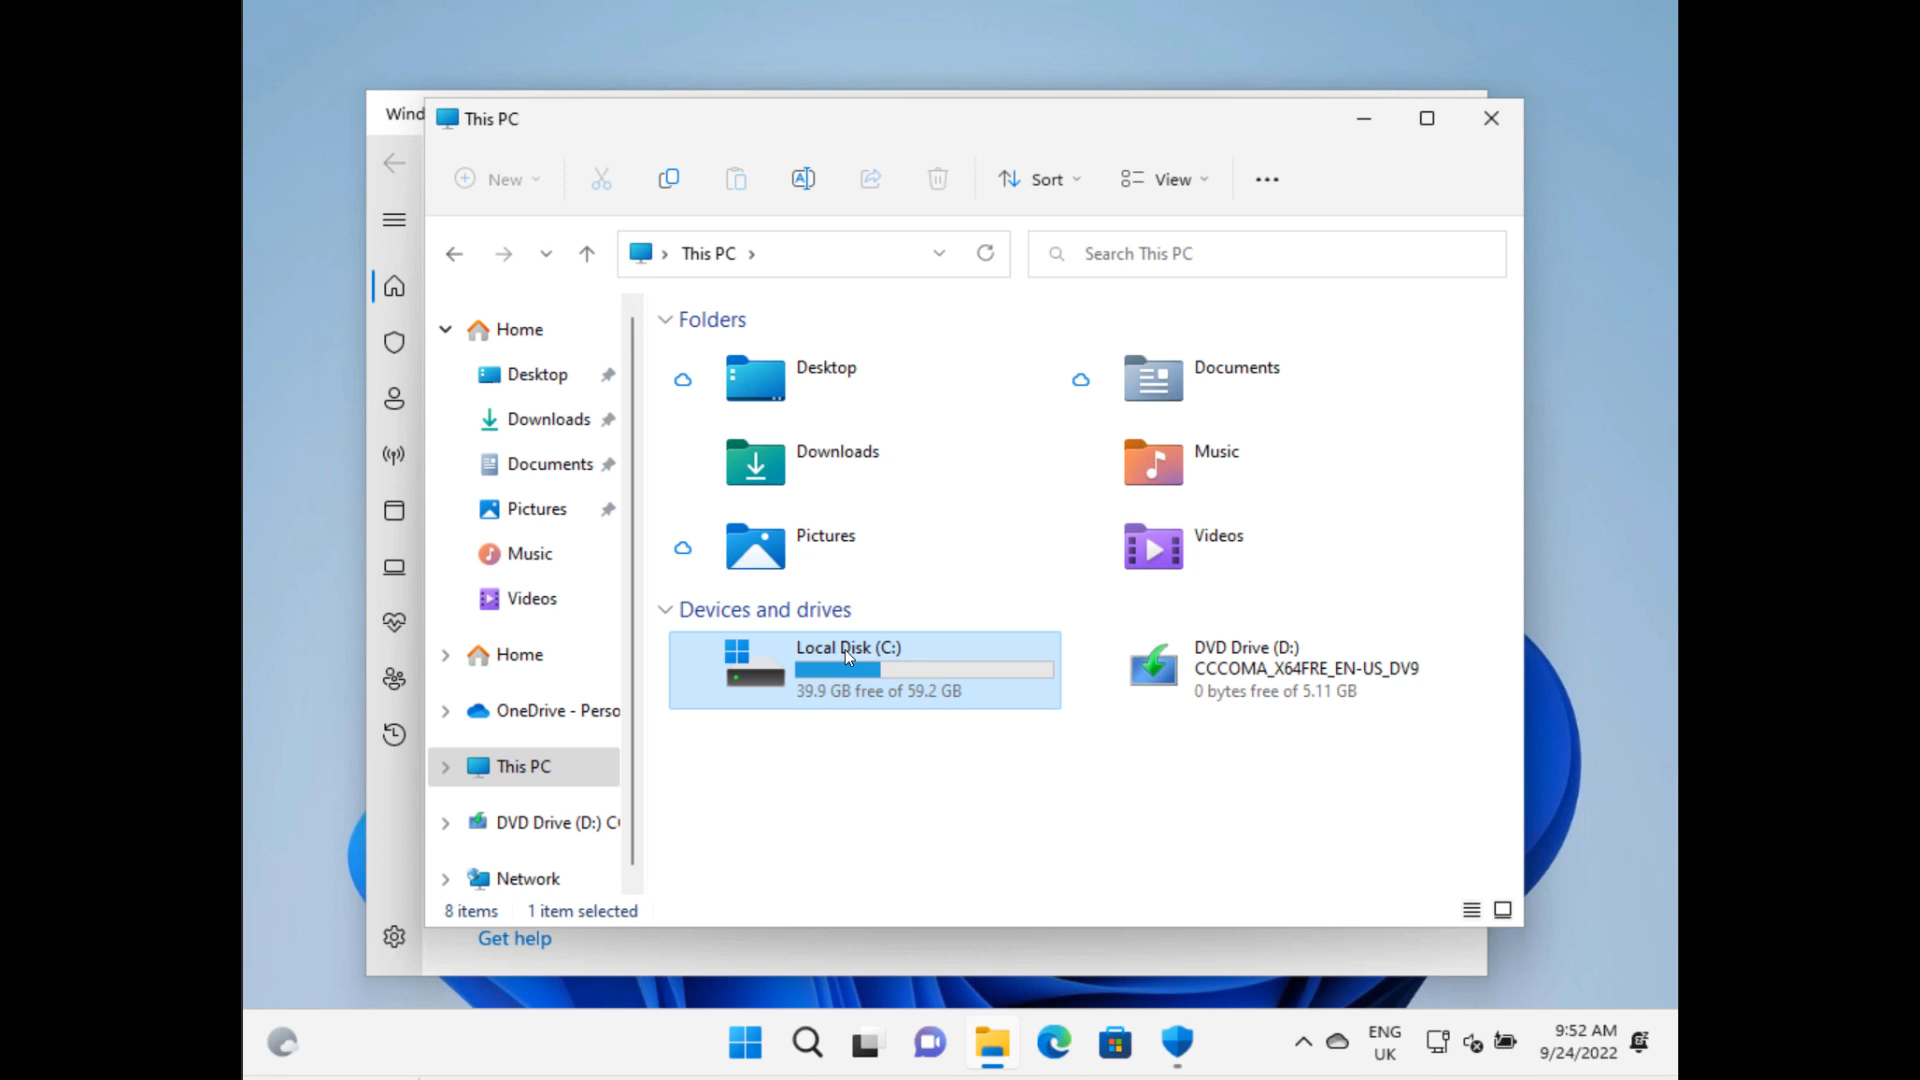 Wind
This PC
New
Sort
View
This PC
Search This PC
Home
Desktop
Downloads
Documents
Pictures
Music
Videos
Home
OneDrive - Perso
This PC
DVD Drive (D:) C
Network
Folders
Desktop
Documents
Downloads
Music
Pictures
Videos
Devices and drives
Local Disk (C:)
39.9 GB free of 59.2 GB
DVD Drive (D:)
CCCOMA_X64FRE_EN-US_DV9
0 bytes free of 5.11 GB
8 items
1 item selected
Get help
ENG
UK
9:52 AM
9/24/2022